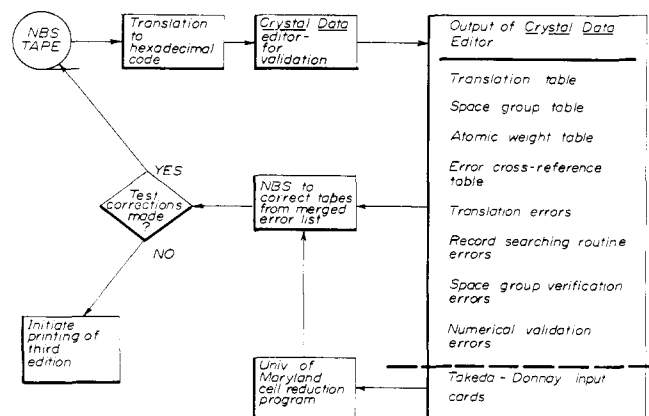 NBS
TAPE
Translation
to
hexadecimal
code
Crystal Data
editor-
for
validation
Output of Crystal Data
Editor
Translation table
Space group table
Atomic weight table
Error cross-reference
table
Translation errors
Record searching routine
errors
Space group verification
errors
Numerical validation
errors
Takeda - Donnay input
cards
YES
Test
corrections
made
?
NO
NBS to
correct tabes
from merged
error list
Initiate
printing of
third
edition
Univ of
Maryland
cell reduction
program